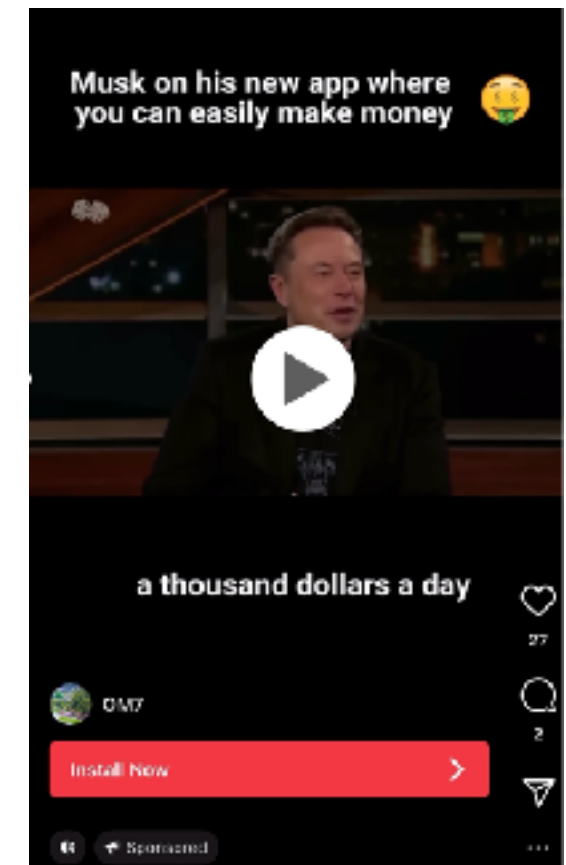 Musk on his new app where
you can easily make money
a thousand dollars a day
27
OM7
2
Install Now
Sponsored